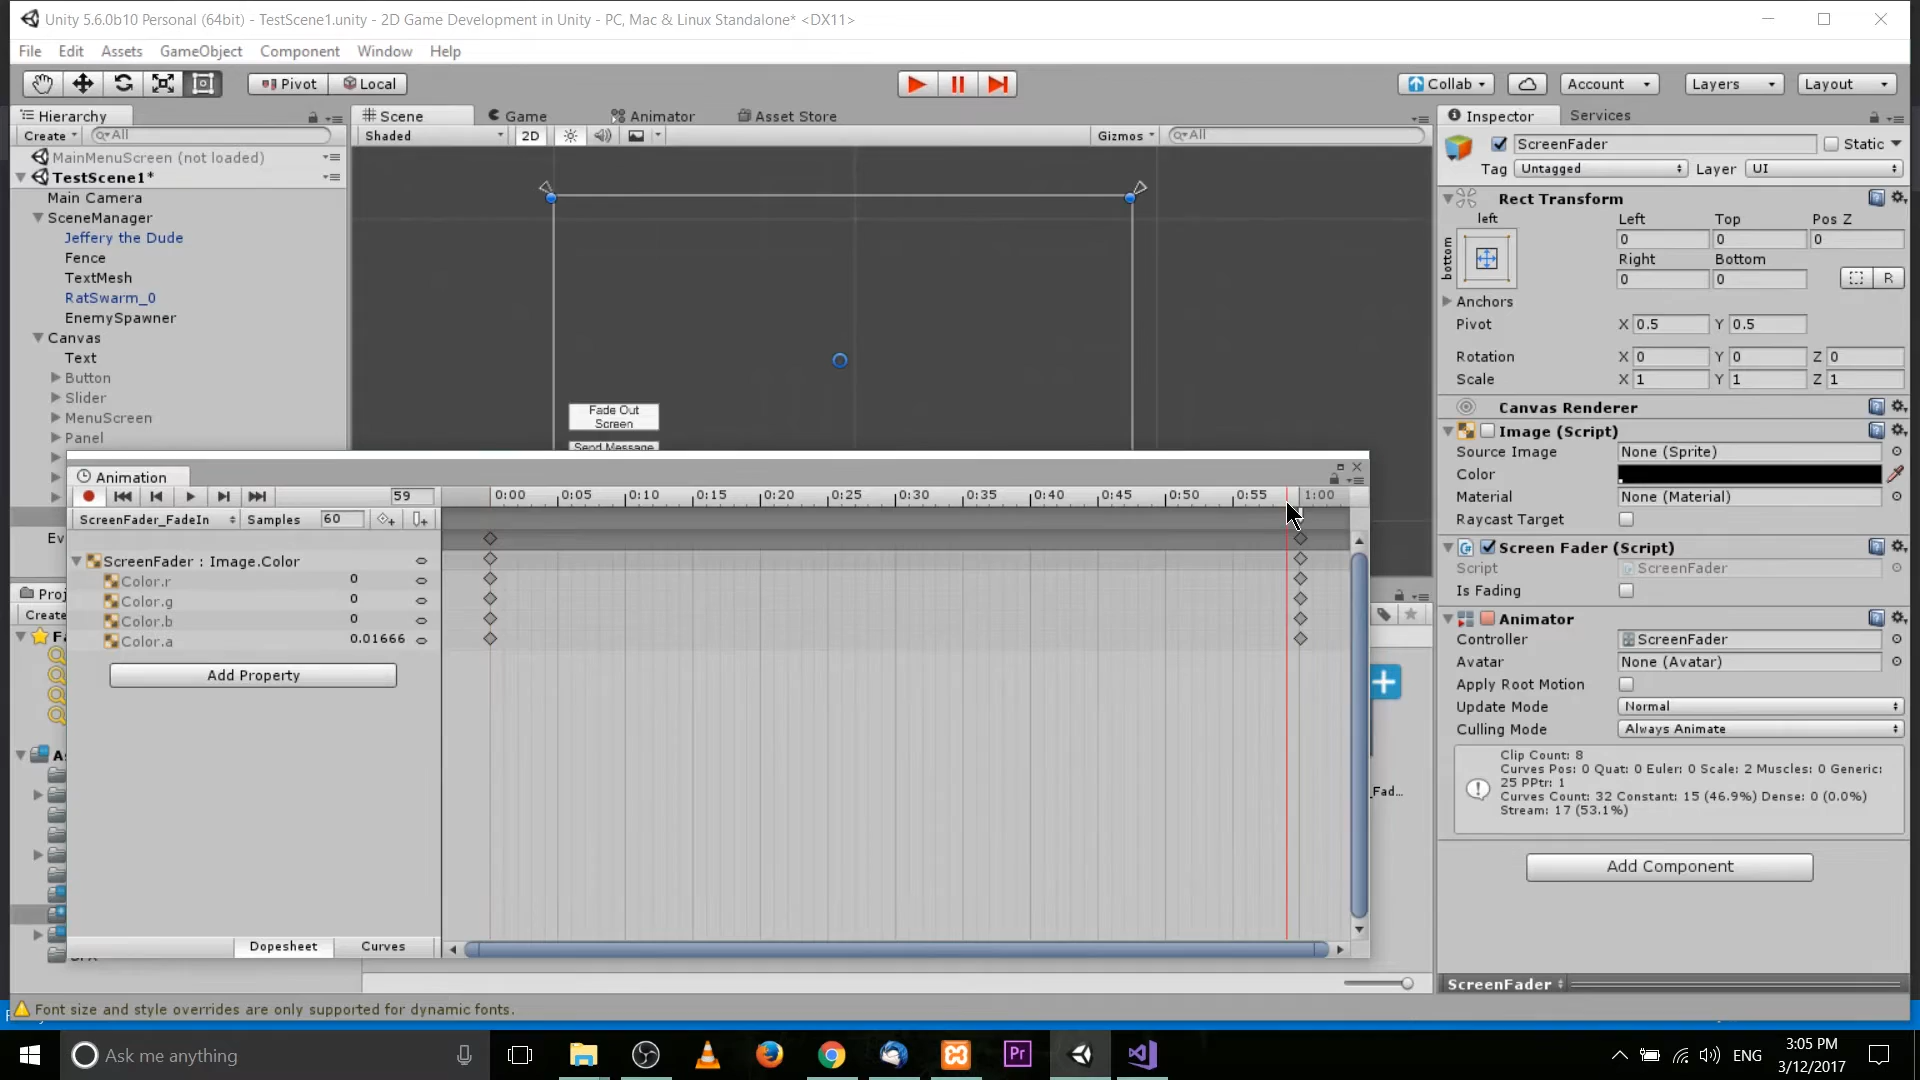 Unity 5.6.0b10 Personal (64bit) - TestScene1.unity - 2D Game Development in Unity - PC, Mac & Linux Standalone* <DX11>
File Edit Assets GameObject Component Window Help
Pivot Local Collab Account Layers Layout
Hierarchy
Create All
MainMenuScreen (not loaded)
TestScene1*
Main Camera
SceneManager
Jeffery the Dude
Fence
TextMesh
RatSwarm_0
EnemySpawner
Canvas
Text
Button
Slider
MenuScreen
Panel
Ev
Scene Game Animator Asset Store
Shaded 2D Gizmos All
Fade Out
Screen
Send Message
Animation
59
0:00 0:05 0:10 0:15 0:20 0:25 0:30 0:35 0:40 0:45 0:50 0:55 1:00
ScreenFader_FadeIn Samples 60
ScreenFader : Image.Color
Color.r 0
Color.g 0
Color.b 0
Color.a 0.01666
Add Property
Dopesheet Curves
Proj
Create
Fa
As
_Fad...
Inspector Services
ScreenFader Static
Tag Untagged Layer UI
Rect Transform
left Left Top Pos Z
bottom 0 0 0
Right Bottom
0 0 R
Anchors
Pivot X 0.5 Y 0.5
Rotation X 0 Y 0 Z 0
Scale X 1 Y 1 Z 1
Canvas Renderer
Image (Script)
Source Image None (Sprite)
Color
Material None (Material)
Raycast Target
Screen Fader (Script)
Script ScreenFader
Is Fading
Animator
Controller ScreenFader
Avatar None (Avatar)
Apply Root Motion
Update Mode Normal
Culling Mode Always Animate
Clip Count: 8
Curves Pos: 0 Quat: 0 Euler: 0 Scale: 2 Muscles: 0 Generic:
25 PPtr: 1
Curves Count: 32 Constant: 15 (46.9%) Dense: 0 (0.0%)
Stream: 17 (53.1%)
Add Component
ScreenFader
Font size and style overrides are only supported for dynamic fonts.
Ask me anything
Pr
ENG
3:05 PM
3/12/2017